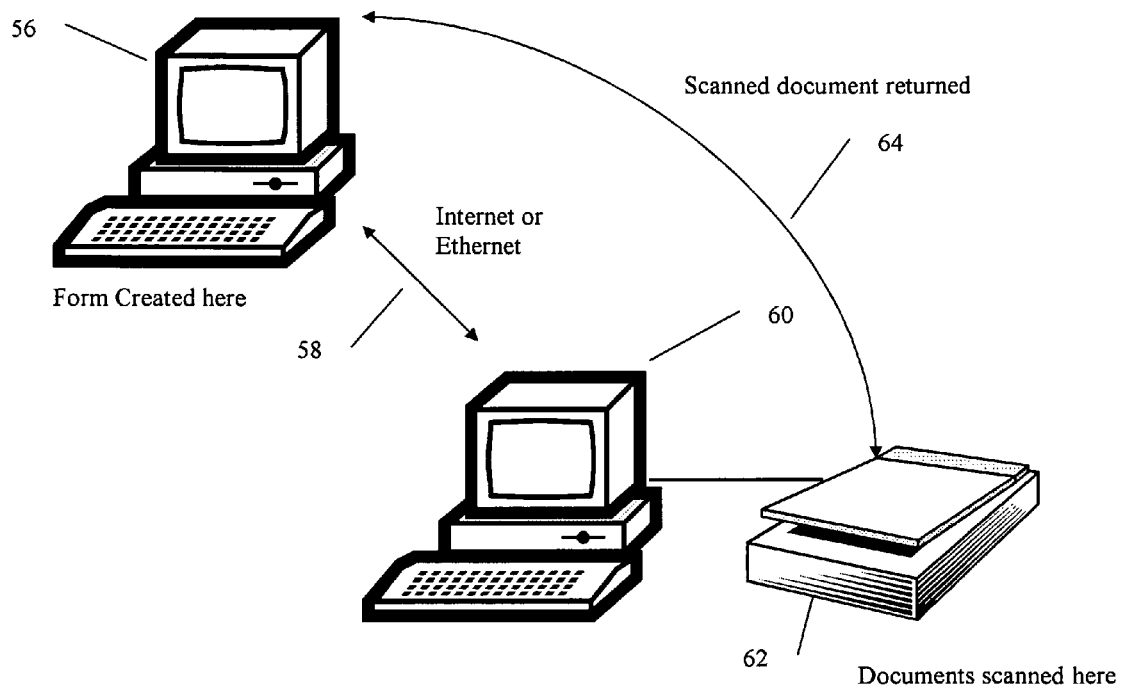 56
Scanned document returned
64
Internet or
Ethernet
Form Created here
60
58
62
Documents scanned here